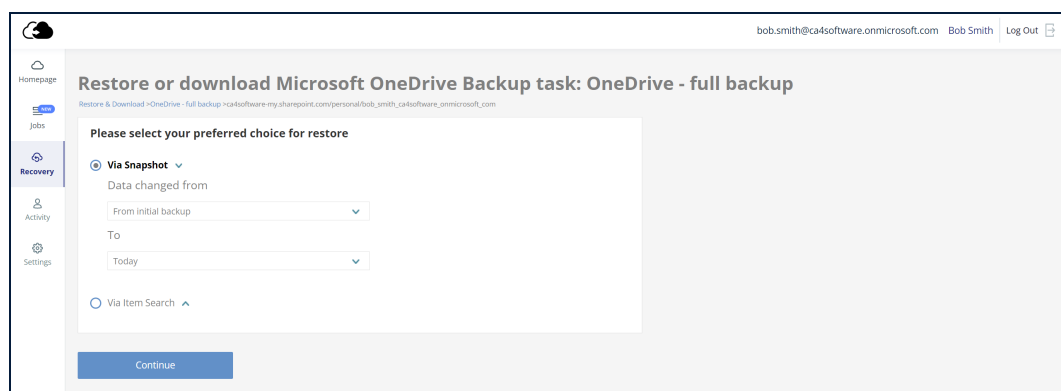 bob.smith@ca4software.onmicrosoft.com Bob Smith Log Out
Homepage
NEW
Jobs
Recovery
Activity
Settings
Restore or download Microsoft OneDrive Backup task: OneDrive - full backup
Restore & Download >OneDrive - full backup >ca4software-my.sharepoint.com/personal/bob_smith_ca4software_onmicrosoft_com
Please select your preferred choice for restore
Via Snapshot
Data changed from
From initial backup
To
Today
Via Item Search
Continue